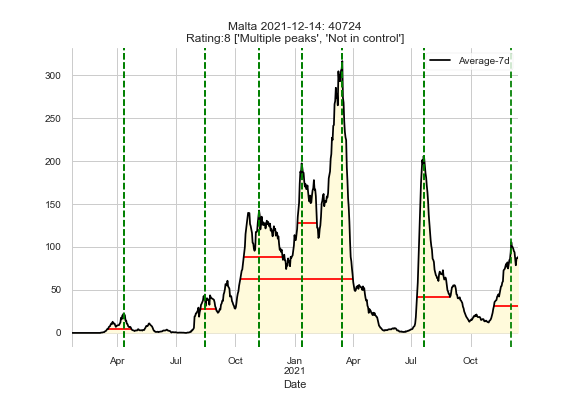 Malta 2021-12-14: 40724
Rating:8 ['Multiple peaks', 'Not in control']
Average-7d
300
250
200
150
100
50
0
Apr
Jul
Oct
Jan
2021
Apr
Jul
Oct
Date